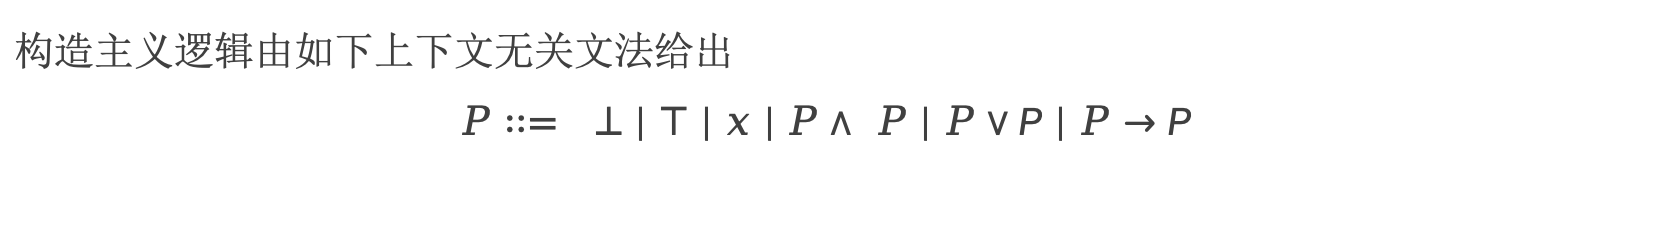 构造主义逻辑由如下上下文无关文法给出
P ::= ⊥ | ⊤ | x | P ∧ P | P ∨ P | P → P